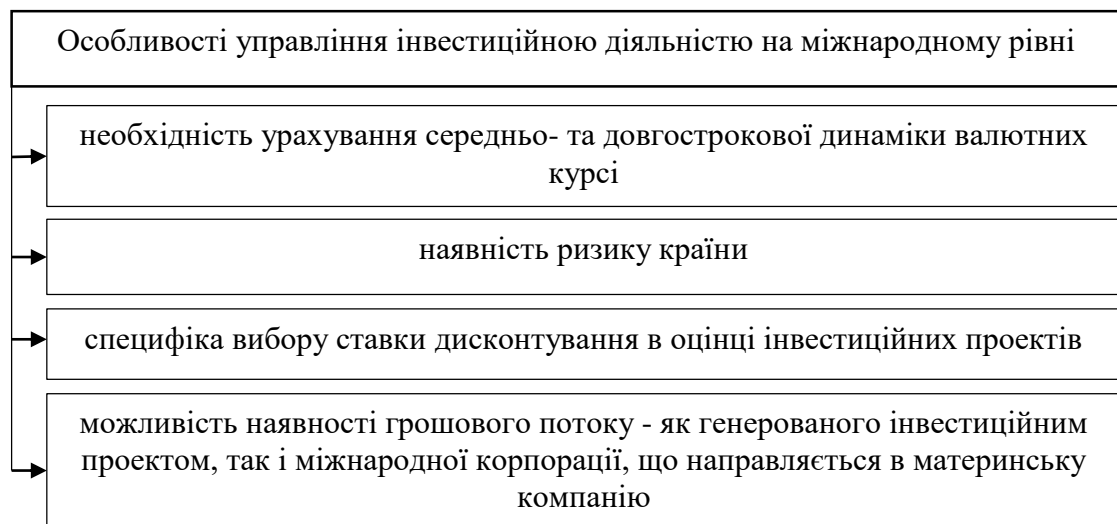 Особливості управління інвестиційною діяльністю на міжнародному рівні
необхідність урахування середньо- та довгострокової динаміки валютних
курсі
наявність ризику країни
специфіка вибору ставки дисконтування в оцінці інвестиційних проектів
можливість наявності грошового потоку - як генерованого інвестиційним
проектом, так і міжнародної корпорації, що направляється в материнську
компанію